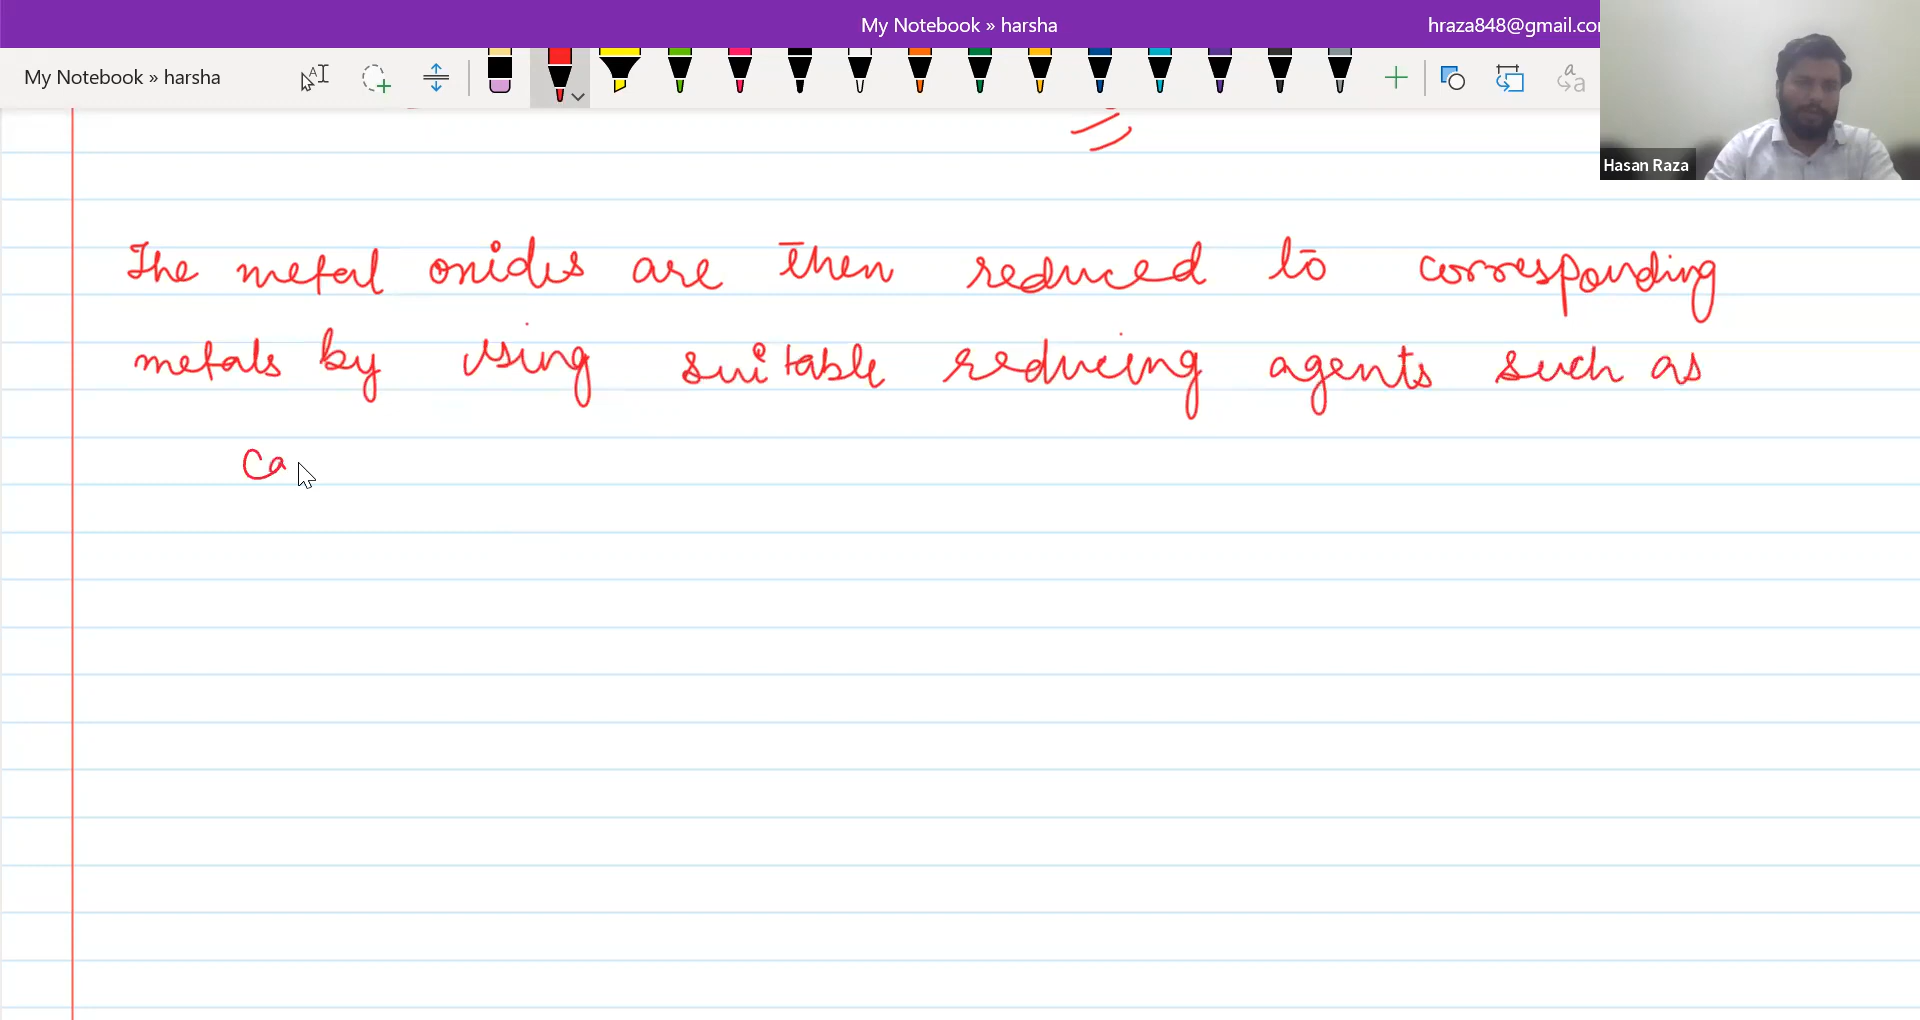 My Notebook » harsha
hraza848@gmail.co
My Notebook » harsha
Hasan Raza
The metal oxides are then reduced to corresponding
metals by using suitable reducing agents such as
Ca